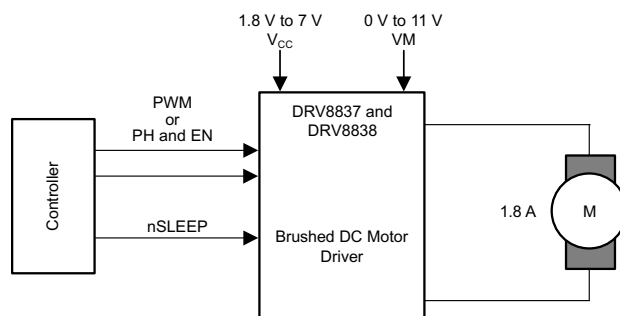 1.8 V to 7 V
VCC
0 V to 11 V
VM
PWM
or
PH and EN
nSLEEP
Controller
DRV8837 and
DRV8838
Brushed DC Motor
Driver
1.8 A
M